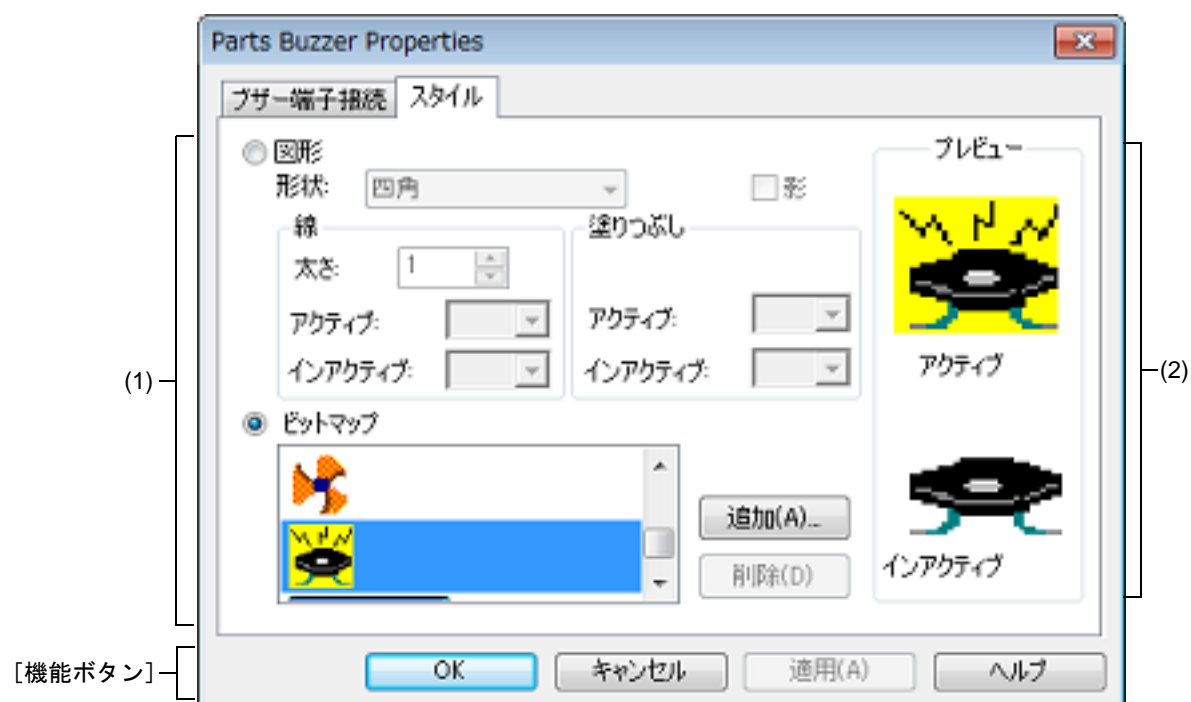 Parts Buzzer Properties
ブザー端子接続 スタイル
図形
形状: 四角 影
線
太さ: 1
アクティブ:
インアクティブ:
塗りつぶし
アクティブ:
インアクティブ:
ビットマップ
追加(A)...
削除(D)
プレビュー
アクティブ
インアクティブ
(1)
(2)
[機能ボタン]
OK キャンセル 適用(A) ヘルプ